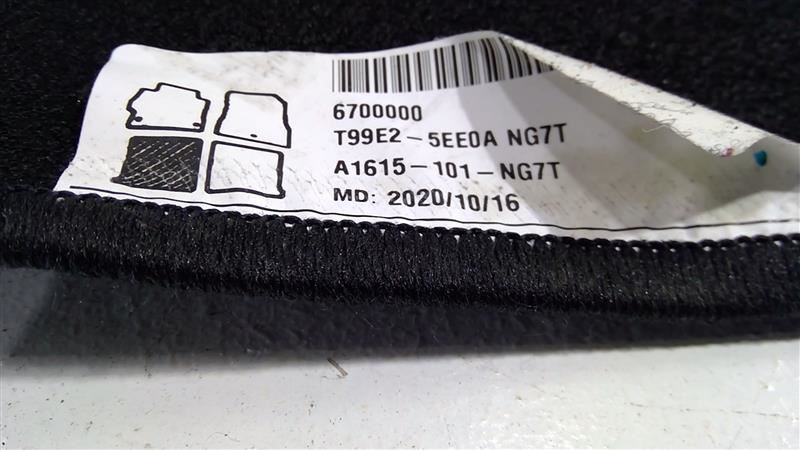 6700000
T99E2-5EE0A NG7T
A1615-101-NG7T
MD: 2020/10/16